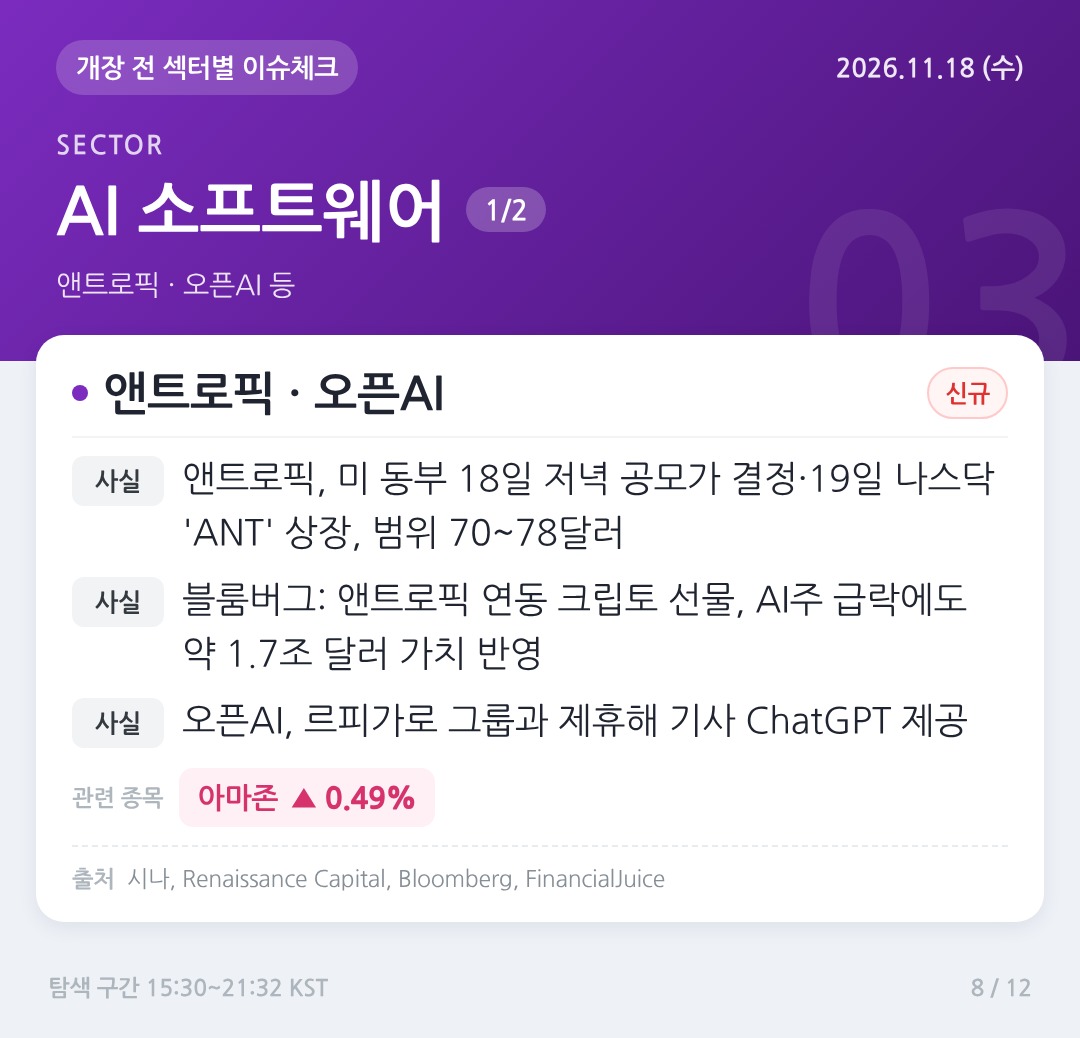 개장 전 섹터별 이슈체크
2026.11.18 (수)
SECTOR
AI 소프트웨어 1/2
앤트로픽 · 오픈AI 등
03
앤트로픽 · 오픈AI
신규
사실 앤트로픽, 미 동부 18일 저녁 공모가 결정·19일 나스닥
'ANT' 상장, 범위 70~78달러
사실 블룸버그: 앤트로픽 연동 크립토 선물, AI주 급락에도
약 1.7조 달러 가치 반영
사실 오픈AI, 르피가로 그룹과 제휴해 기사 ChatGPT 제공
관련 종목 아마존 ▲ 0.49%
출처 시나, Renaissance Capital, Bloomberg, FinancialJuice
탐색 구간 15:30~21:32 KST
8 / 12